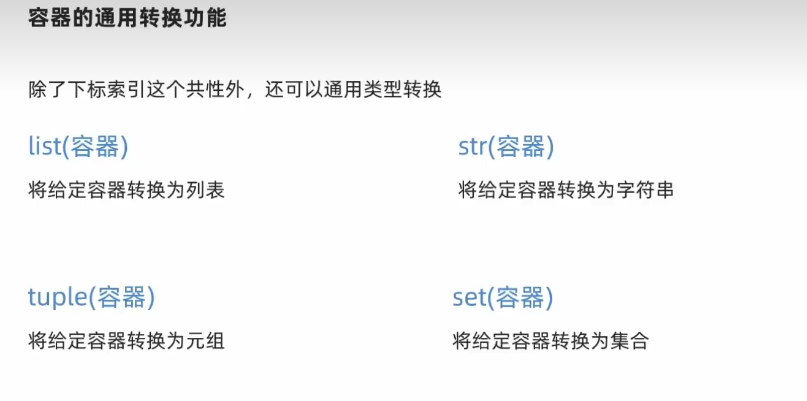 容器的通用转换功能
除了下标索引这个共性外，还可以通用类型转换
list(容器)
将给定容器转换为列表
str(容器)
将给定容器转换为字符串
tuple(容器)
将给定容器转换为元组
set(容器)
将给定容器转换为集合